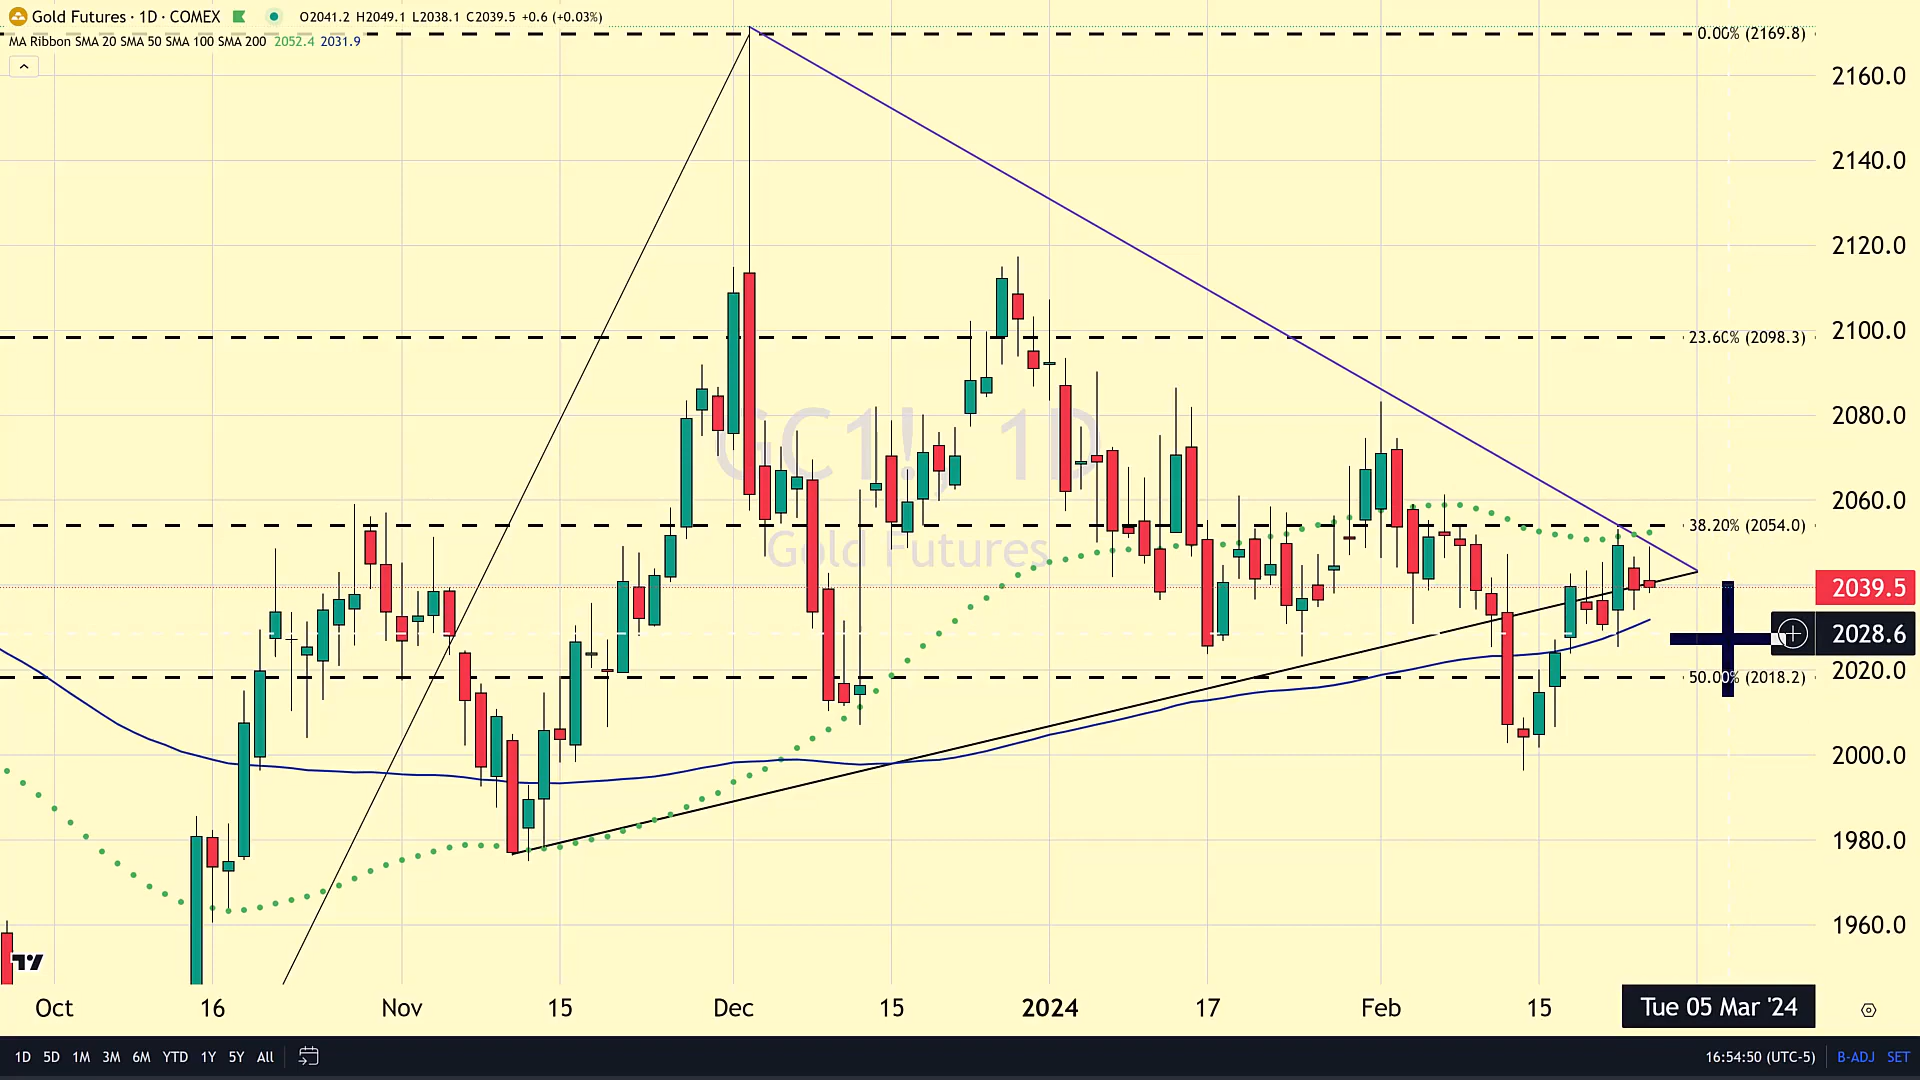 Gold Futures · 1D · COMEX O2041.2 H2049.1 L2038.1 C2039.5 +0.6 (+0.03%)
MA Ribbon SMA 20 SMA 50 SMA 100 SMA 200 2052.4 2031.9
0.00% (2169.8)
2160.0
2140.0
2120.0
2100.0
23.60% (2098.3)
2080.0
GC1!, 1D
2060.0
38.20% (2054.0)
Gold Futures
2039.5
2028.6
2020.0
50.00% (2018.2)
2000.0
1980.0
1960.0
Oct 16 Nov 15 Dec 15 2024 17 Feb 15 Tue 05 Mar '24
1D 5D 1M 3M 6M YTD 1Y 5Y All 16:54:50 (UTC-5) B-ADJ SET